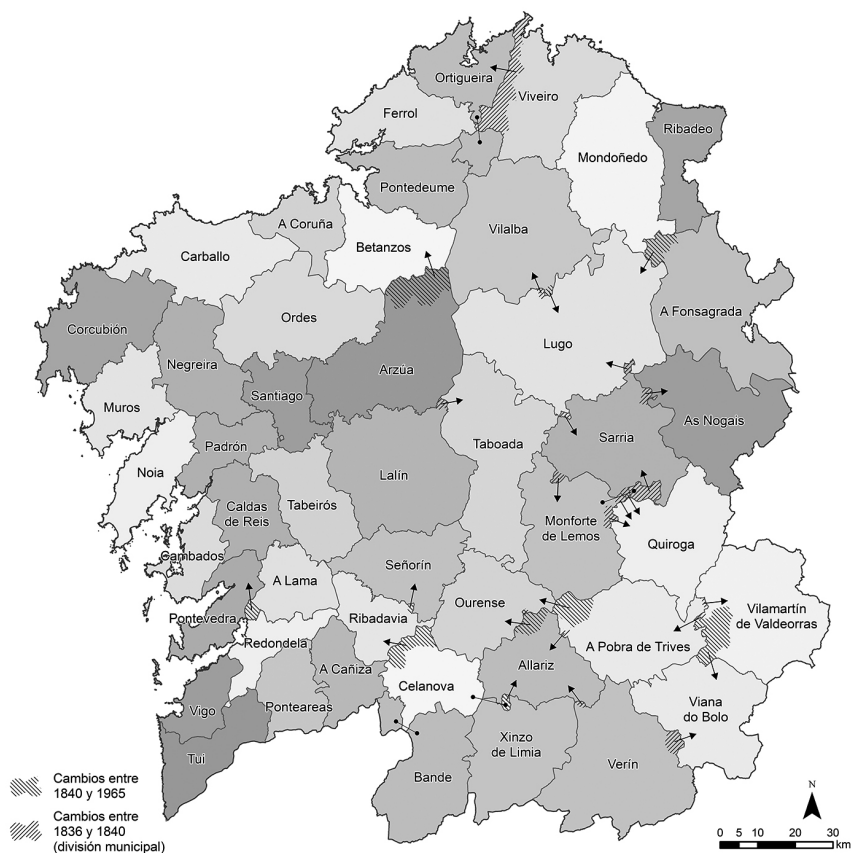 Ortigueira
Viveiro
Ferrol
Ribadeo
Mondoñedo
Pontedeume
A Coruña
Vilalba
Betanzos
Carballo
A Fonsagrada
Ordes
Corcubión
Lugo
Negreira
Arzúa
Santiago
Muros
As Nogais
Sarria
Taboada
Padrón
Noia
Lalín
Caldas
de Reis
Tabeirós
Monforte
de Lemos
Quiroga
Cambados
Señorín
A Lama
Ourense
Vilamartín
de Valdeorras
Pontevedra
Ribadavia
Redondela
A Pobra de Trives
Allariz
A Cañiza
Celanova
Viana
do Bolo
Vigo
Ponteareas
Xinzo
de Limia
Tui
Verín
Bande
Cambios entre
1840 y 1965
Cambios entre
1836 y 1840
(división municipal)
N
0 5 10 15 20 30
km